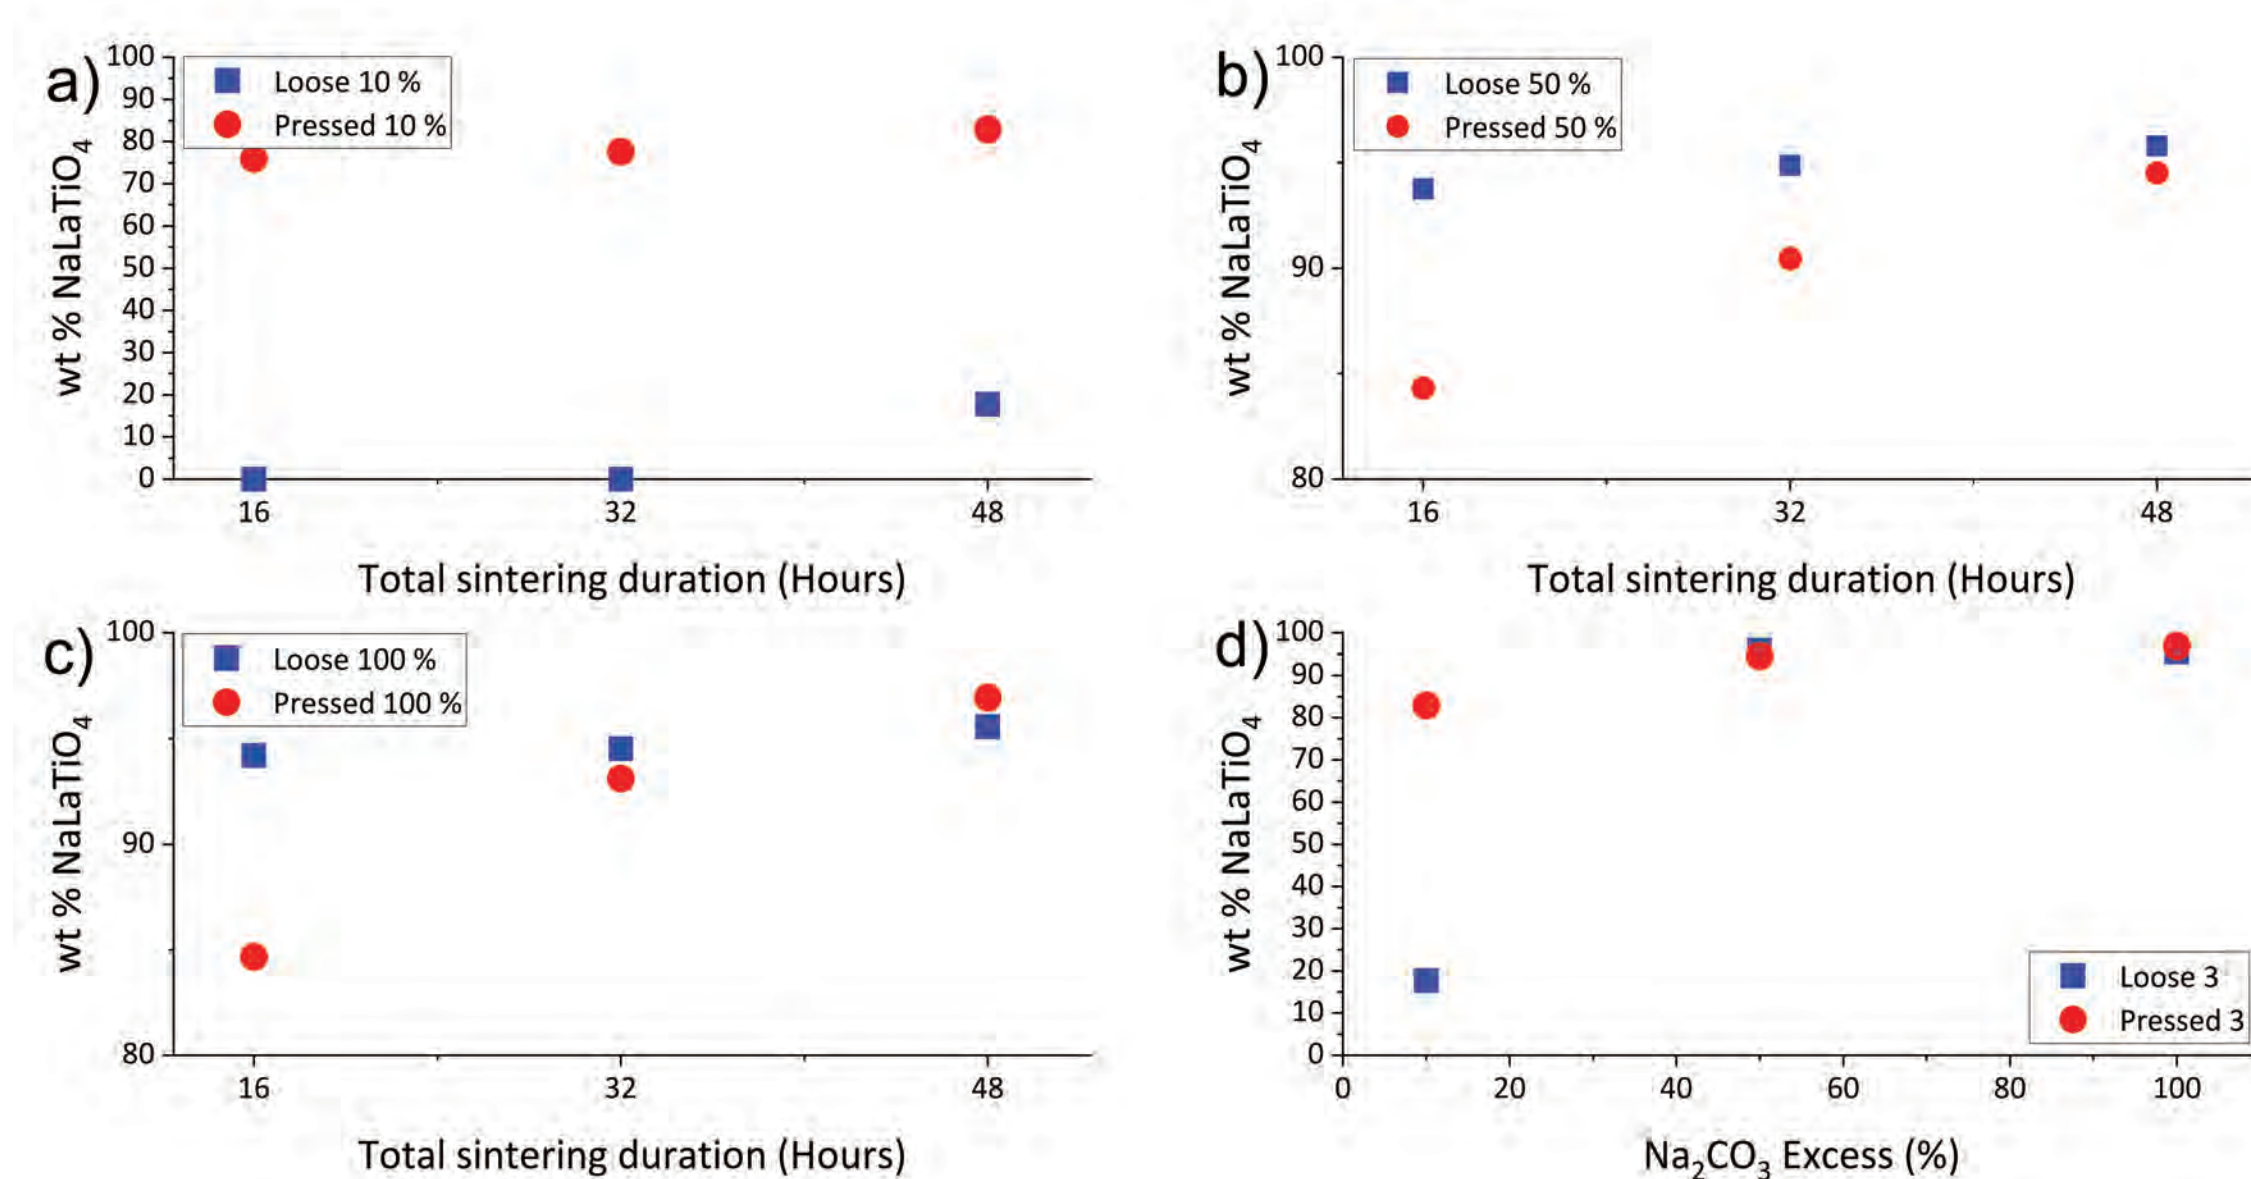 a)
100
90
80
70
60
50
40
30
20
10
0
wt % NaLaTiO₄
Loose 10 %
Pressed 10 %
16 32 48
Total sintering duration (Hours)
b)
100
90
80
wt % NaLaTiO₄
Loose 50 %
Pressed 50 %
16 32 48
Total sintering duration (Hours)
c)
100
90
80
wt % NaLaTiO₄
Loose 100 %
Pressed 100 %
16 32 48
Total sintering duration (Hours)
d)
100
90
80
70
60
50
40
30
20
10
0
wt % NaLaTiO₄
Loose 3
Pressed 3
0 20 40 60 80 100
Na₂CO₃ Excess (%)